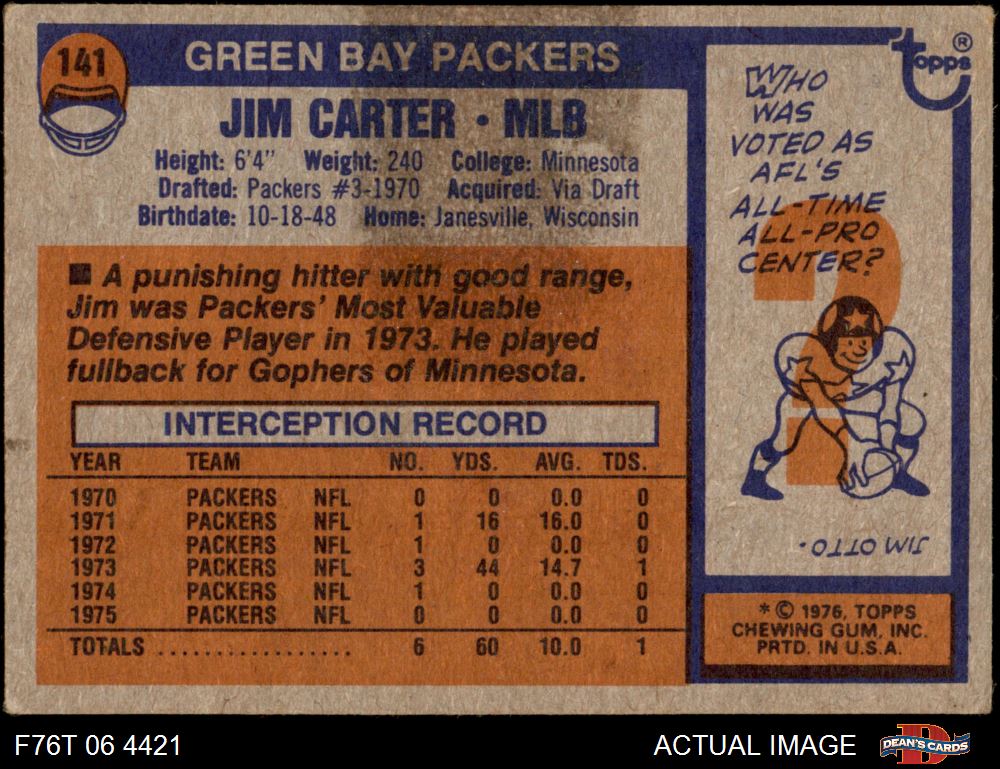 141
GREEN BAY PACKERS
JIM CARTER • MLB
Height: 6'4" Weight: 240 College: Minnesota
Drafted: Packers #3-1970 Acquired: Via Draft
Birthdate: 10-18-48 Home: Janesville, Wisconsin
■ A punishing hitter with good range,
Jim was Packers' Most Valuable
Defensive Player in 1973. He played
fullback for Gophers of Minnesota.
INTERCEPTION RECORD
YEAR TEAM NO. YDS. AVG. TDS.
1970 PACKERS NFL 0 0 0.0 0
1971 PACKERS NFL 1 16 16.0 0
1972 PACKERS NFL 1 0 0.0 0
1973 PACKERS NFL 3 44 14.7 1
1974 PACKERS NFL 1 0 0.0 0
1975 PACKERS NFL 0 0 0.0 0
TOTALS .................. 6 60 10.0 1
topps®
WHO
WAS
VOTED AS
AFL'S
ALL-TIME
ALL-PRO
CENTER?
?
JIM OTTO.
* © 1976, TOPPS
CHEWING GUM, INC.
PRTD. IN U.S.A.
F76T 06 4421
ACTUAL IMAGE
D
DEAN'S CARDS